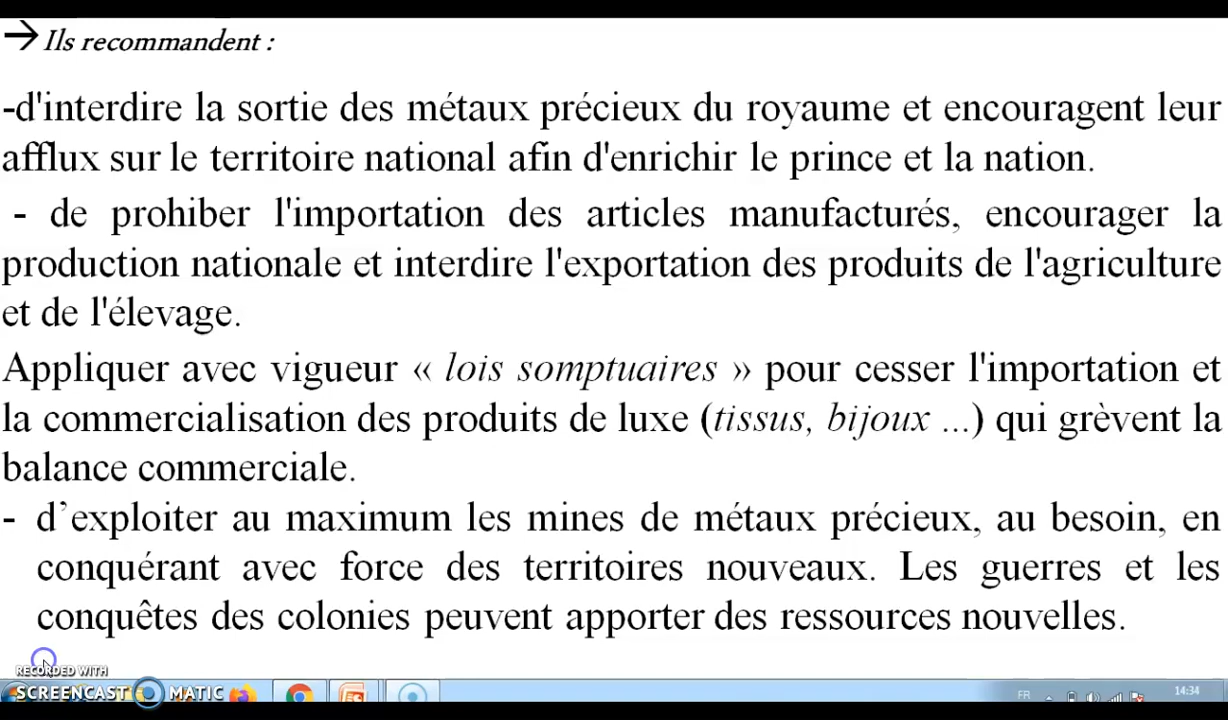 → Ils recommandent :
-d'interdire la sortie des métaux précieux du royaume et encouragent leur
afflux sur le territoire national afin d'enrichir le prince et la nation.
- de prohiber l'importation des articles manufacturés, encourager la
production nationale et interdire l'exportation des produits de l'agriculture
et de l'élevage.
Appliquer avec vigueur « lois somptuaires » pour cesser l'importation et
la commercialisation des produits de luxe (tissus, bijoux ...) qui grèvent la
balance commerciale.
- d’exploiter au maximum les mines de métaux précieux, au besoin, en
conquérant avec force des territoires nouveaux. Les guerres et les
conquêtes des colonies peuvent apporter des ressources nouvelles.
RECORDED WITH
SCREENCAST MATIC
FR 14:34